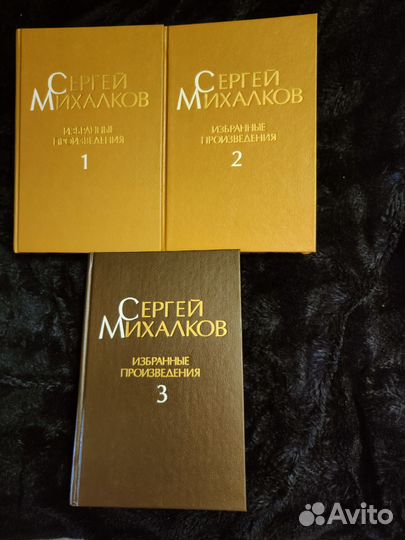 СЕРГЕЙ
МИХАЛКОВ
ИЗБРАННЫЕ
ПРОИЗВЕДЕНИЯ
1
СЕРГЕЙ
МИХАЛКОВ
ИЗБРАННЫЕ
ПРОИЗВЕДЕНИЯ
2
СЕРГЕЙ
МИХАЛКОВ
ИЗБРАННЫЕ
ПРОИЗВЕДЕНИЯ
3
Avito